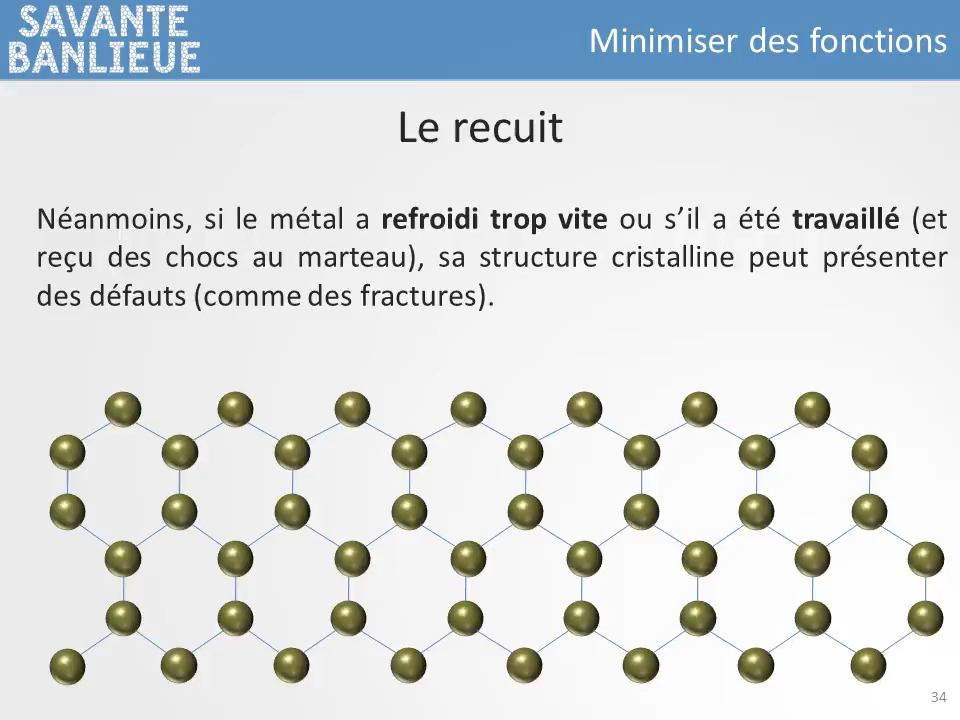 SAVANTE
BANLIEUE
Minimiser des fonctions
Le recuit
Néanmoins, si le métal a refroidi trop vite ou s’il a été travaillé (et
reçu des chocs au marteau), sa structure cristalline peut présenter
des défauts (comme des fractures).
34